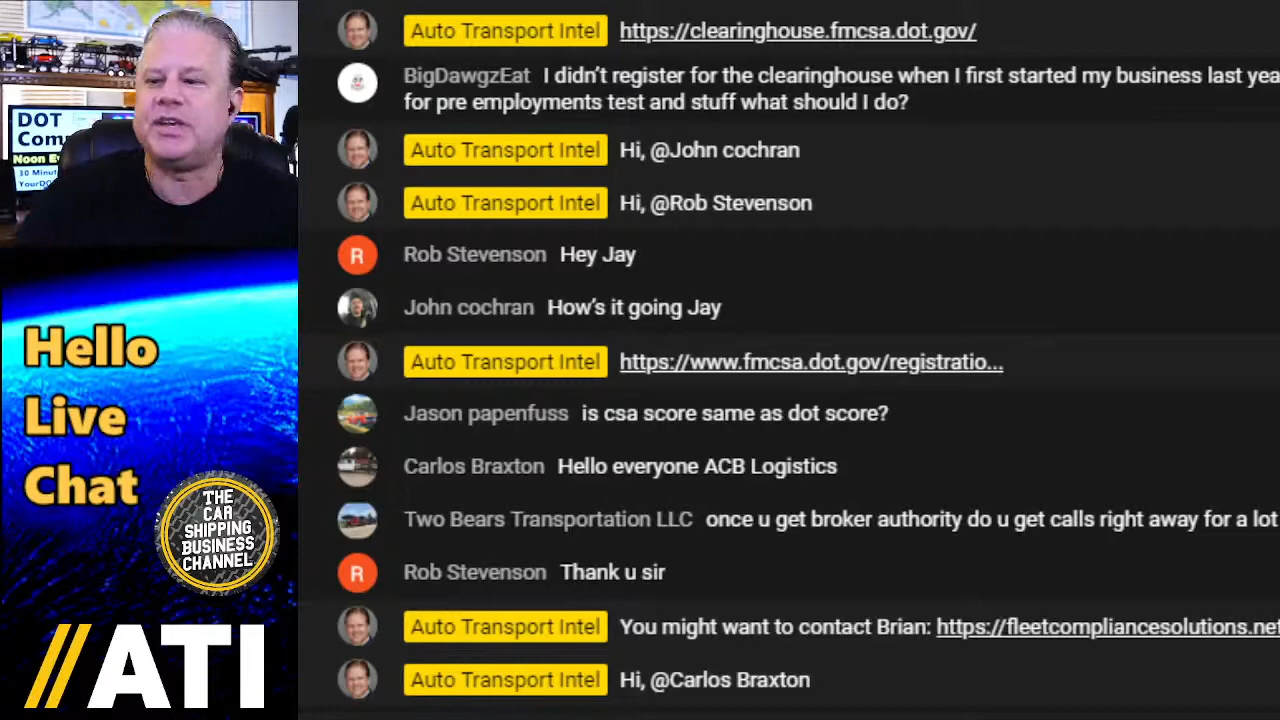 DOT
Com
Noon
30 Minut
YourDO
Hello
Live
Chat
THE
CAR
SHIPPING
BUSINESS
CHANNEL
//ATI
Auto Transport Intel https://clearinghouse.fmcsa.dot.gov/
BigDawgzEat I didn't register for the clearinghouse when I first started my business last yea
for pre employments test and stuff what should I do?
Auto Transport Intel Hi, @John cochran
Auto Transport Intel Hi, @Rob Stevenson
R Rob Stevenson Hey Jay
John cochran How's it going Jay
Auto Transport Intel https://www.fmcsa.dot.gov/registratio...
Jason papenfuss is csa score same as dot score?
Carlos Braxton Hello everyone ACB Logistics
Two Bears Transportation LLC once u get broker authority do u get calls right away for a lot
R Rob Stevenson Thank u sir
Auto Transport Intel You might want to contact Brian: https://fleetcompliancesolutions.net
Auto Transport Intel Hi, @Carlos Braxton